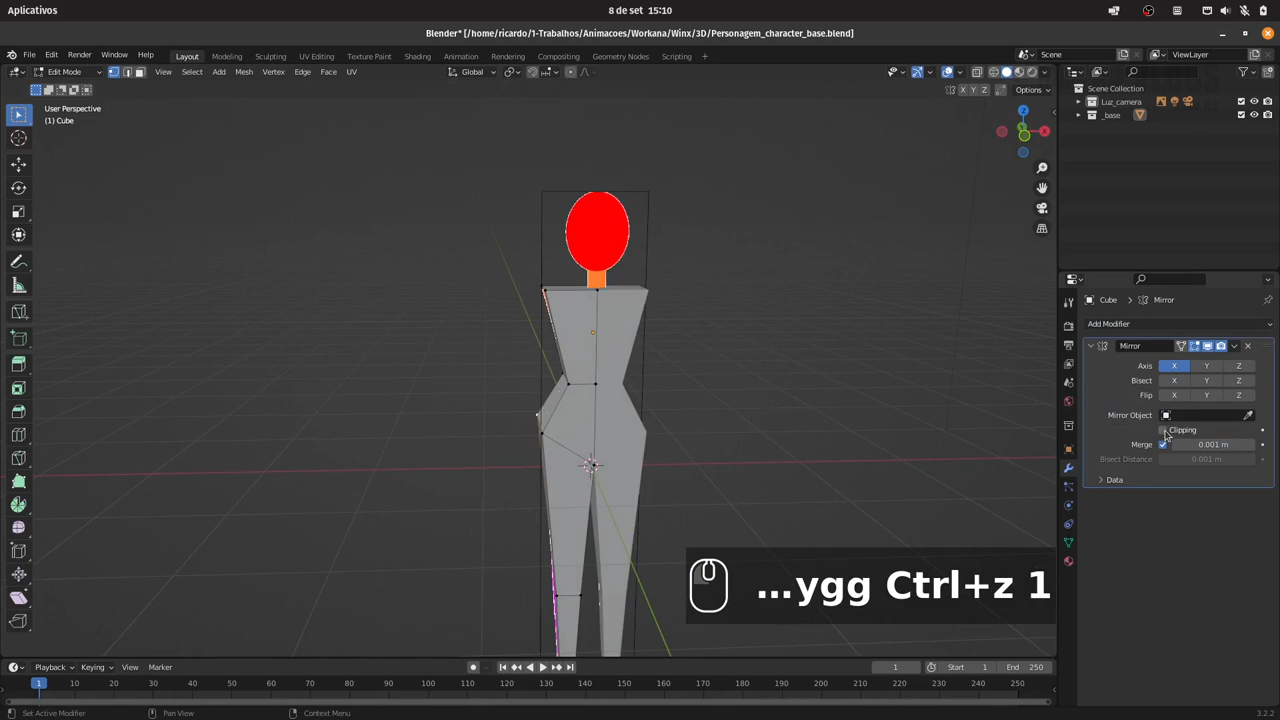 Aplicativos
8 de set 15:10
Blender* [/home/ricardo/1-Trabalhos/Animacoes/Workana/Winx/3D/Personagem_character_base.blend]
File Edit Render Window Help
Layout Modeling Sculpting UV Editing Texture Paint Shading Animation Rendering Compositing Geometry Nodes Scripting +
Scene
ViewLayer
Edit Mode View Select Add Mesh Vertex Edge Face UV
Global
X Y Z Options
User Perspective
(1) Cube
Z
X
Scene Collection
Luz_camera
_base
Cube > Mirror
Add Modifier
Mirror
Axis X Y Z
Bisect X Y Z
Flip X Y Z
Mirror Object
Clipping
Merge 0.001 m
Bisect Distance 0.001 m
Data
...ygg Ctrl+z 1
Playback Keying View Marker
1 Start 1 End 250
1 10 20 30 40 50 60 70 80 90 100 110 120 130 140 150 160 170 180 190 200 210 220 230 240 250
Set Active Modifier Pan View Context Menu
3.2.2